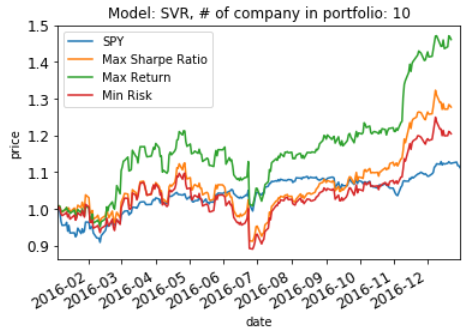 Model: SVR, # of company in portfolio: 10
SPY
Max Sharpe Ratio
Max Return
Min Risk
price
1.5
1.4
1.3
1.2
1.1
1.0
0.9
2016-02
2016-03
2016-04
2016-05
2016-06
2016-07
2016-08
2016-09
2016-10
2016-11
2016-12
date